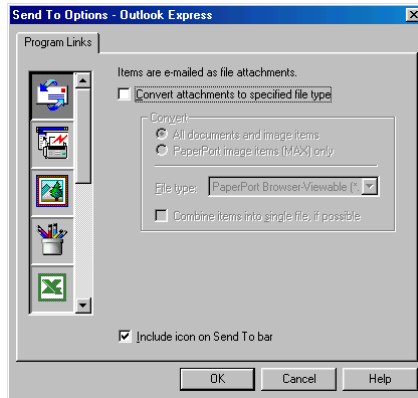 Send To Options - Outlook Express
Program Links
Items are e-mailed as file attachments.
Convert attachments to specified file type
Convert
All documents and image items
PaperPort image items (MAX) only
File type:
PaperPort Browser-Viewable (*.
Combine items into single file, if possible
Include icon on Send To bar
OK
Cancel
Help